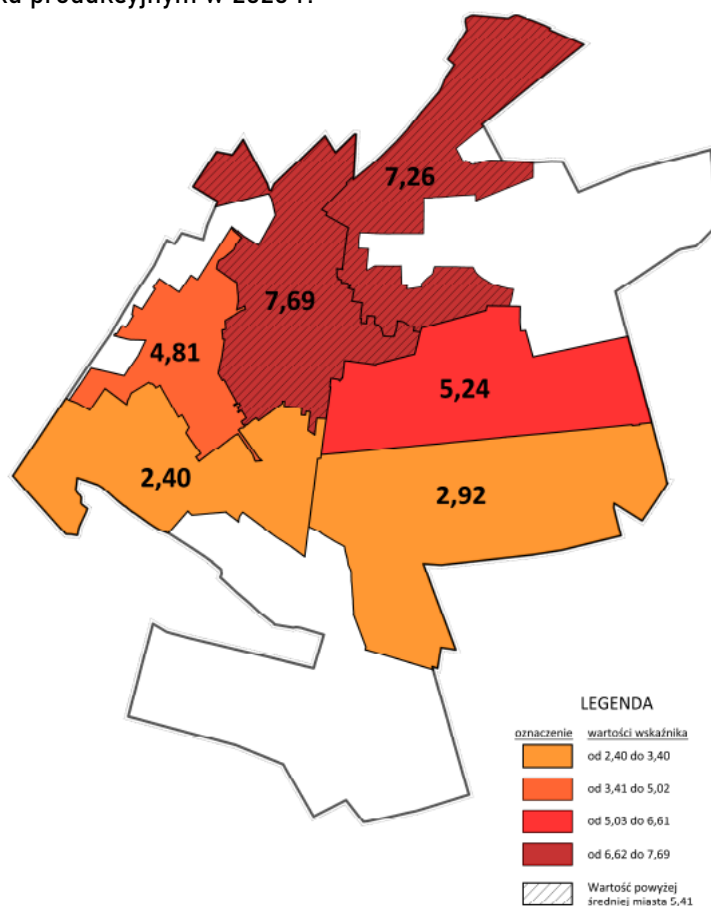 produkcyjnym w 2023 r.
7,26
7,69
4,81
5,24
2,40
2,92
LEGENDA
oznaczenie wartości wskaźnika
od 2,40 do 3,40
od 3,41 do 5,02
od 5,03 do 6,61
od 6,62 do 7,69
Wartość powyżej
średniej miasta 5,41